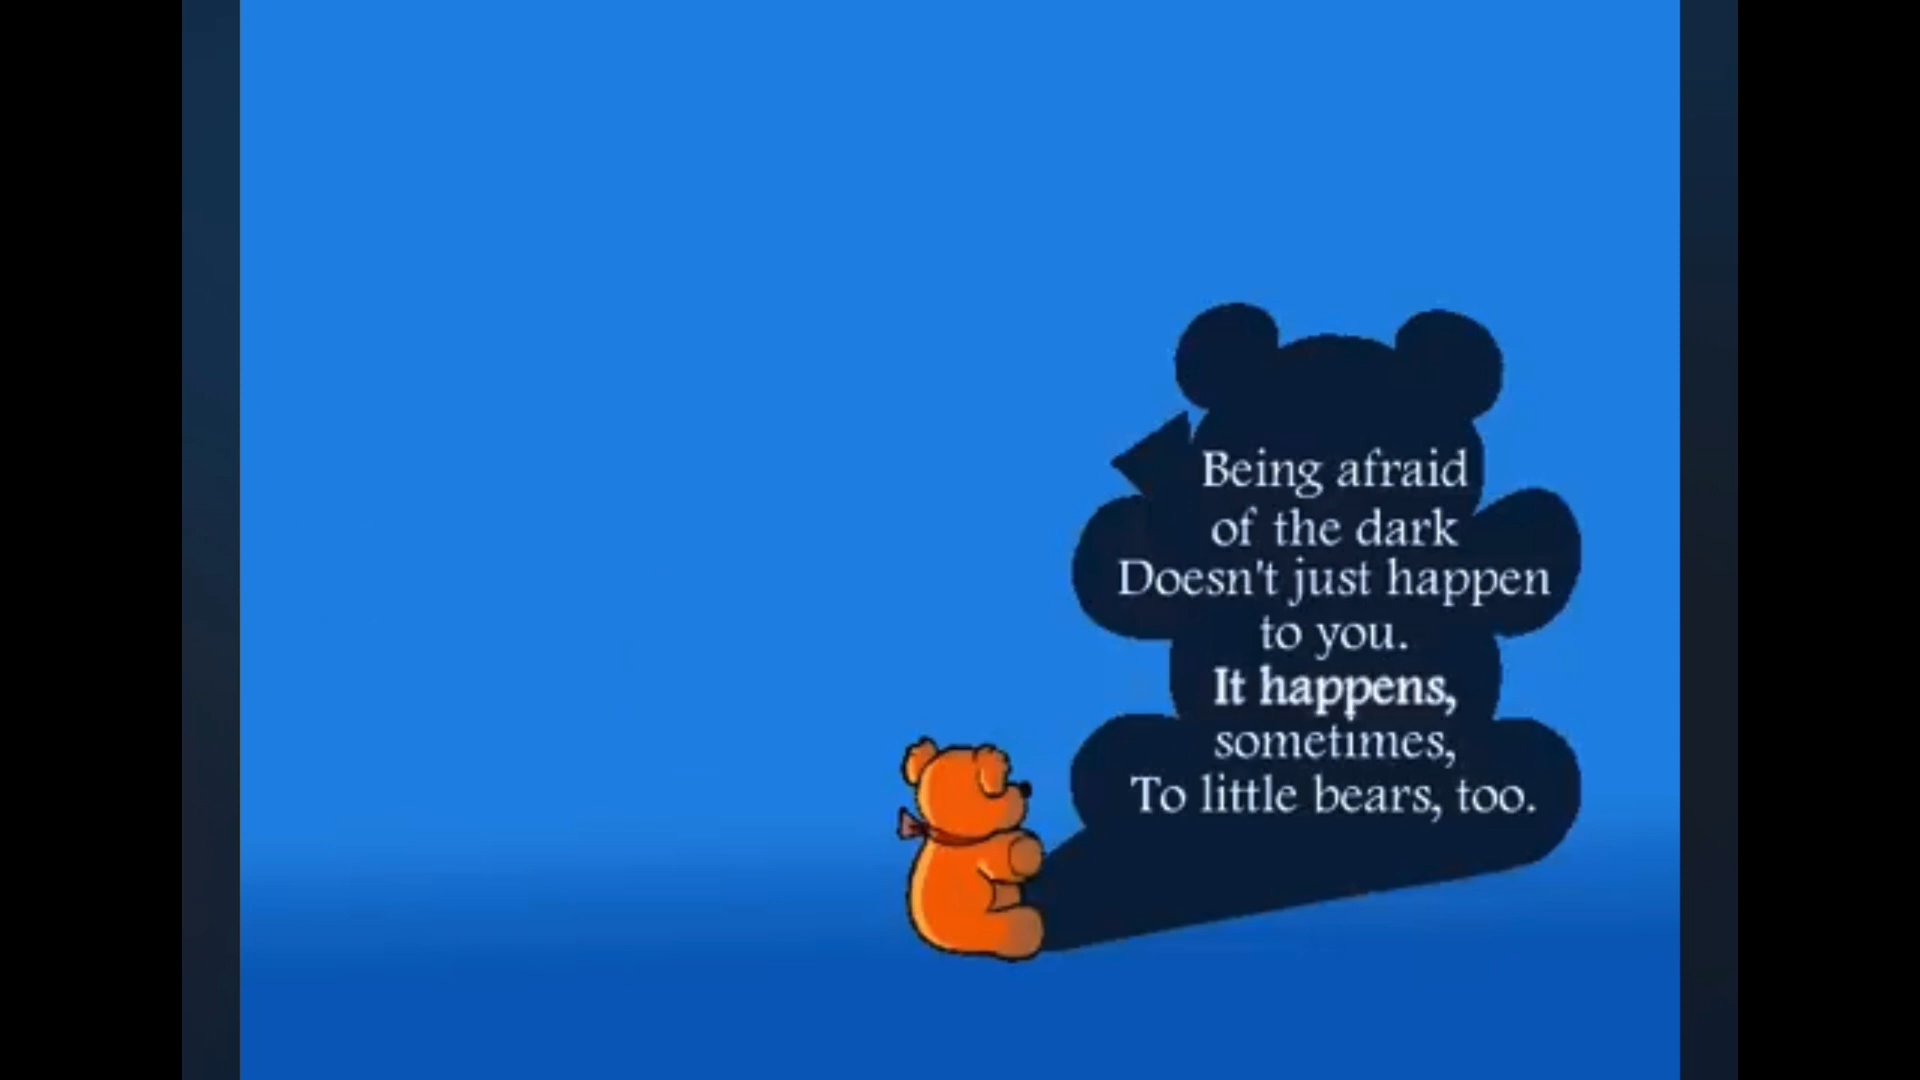 Being afraid
of the dark
Doesn't just happen
to you.
It happens,
sometimes,
To little bears, too.